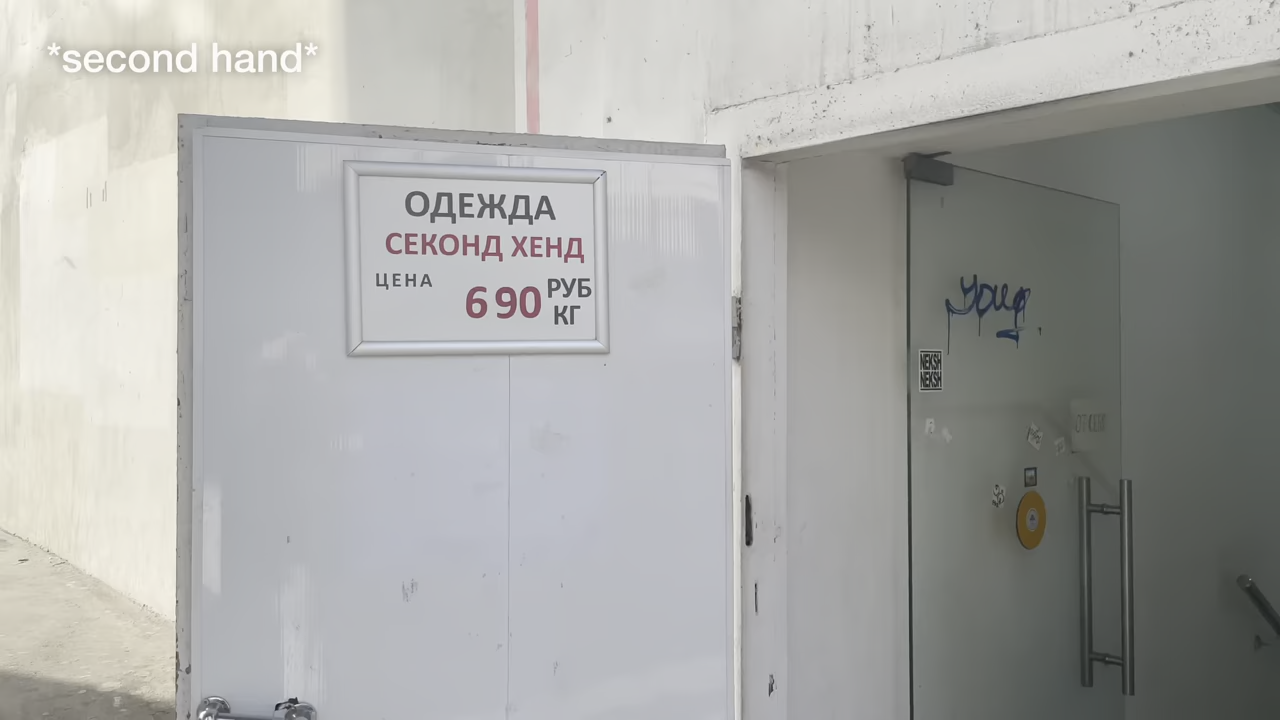 *second hand*
ОДЕЖДА
СЕКОНД ХЕНД
ЦЕНА
690 РУБ
КГ
NEKSH
NEKSH